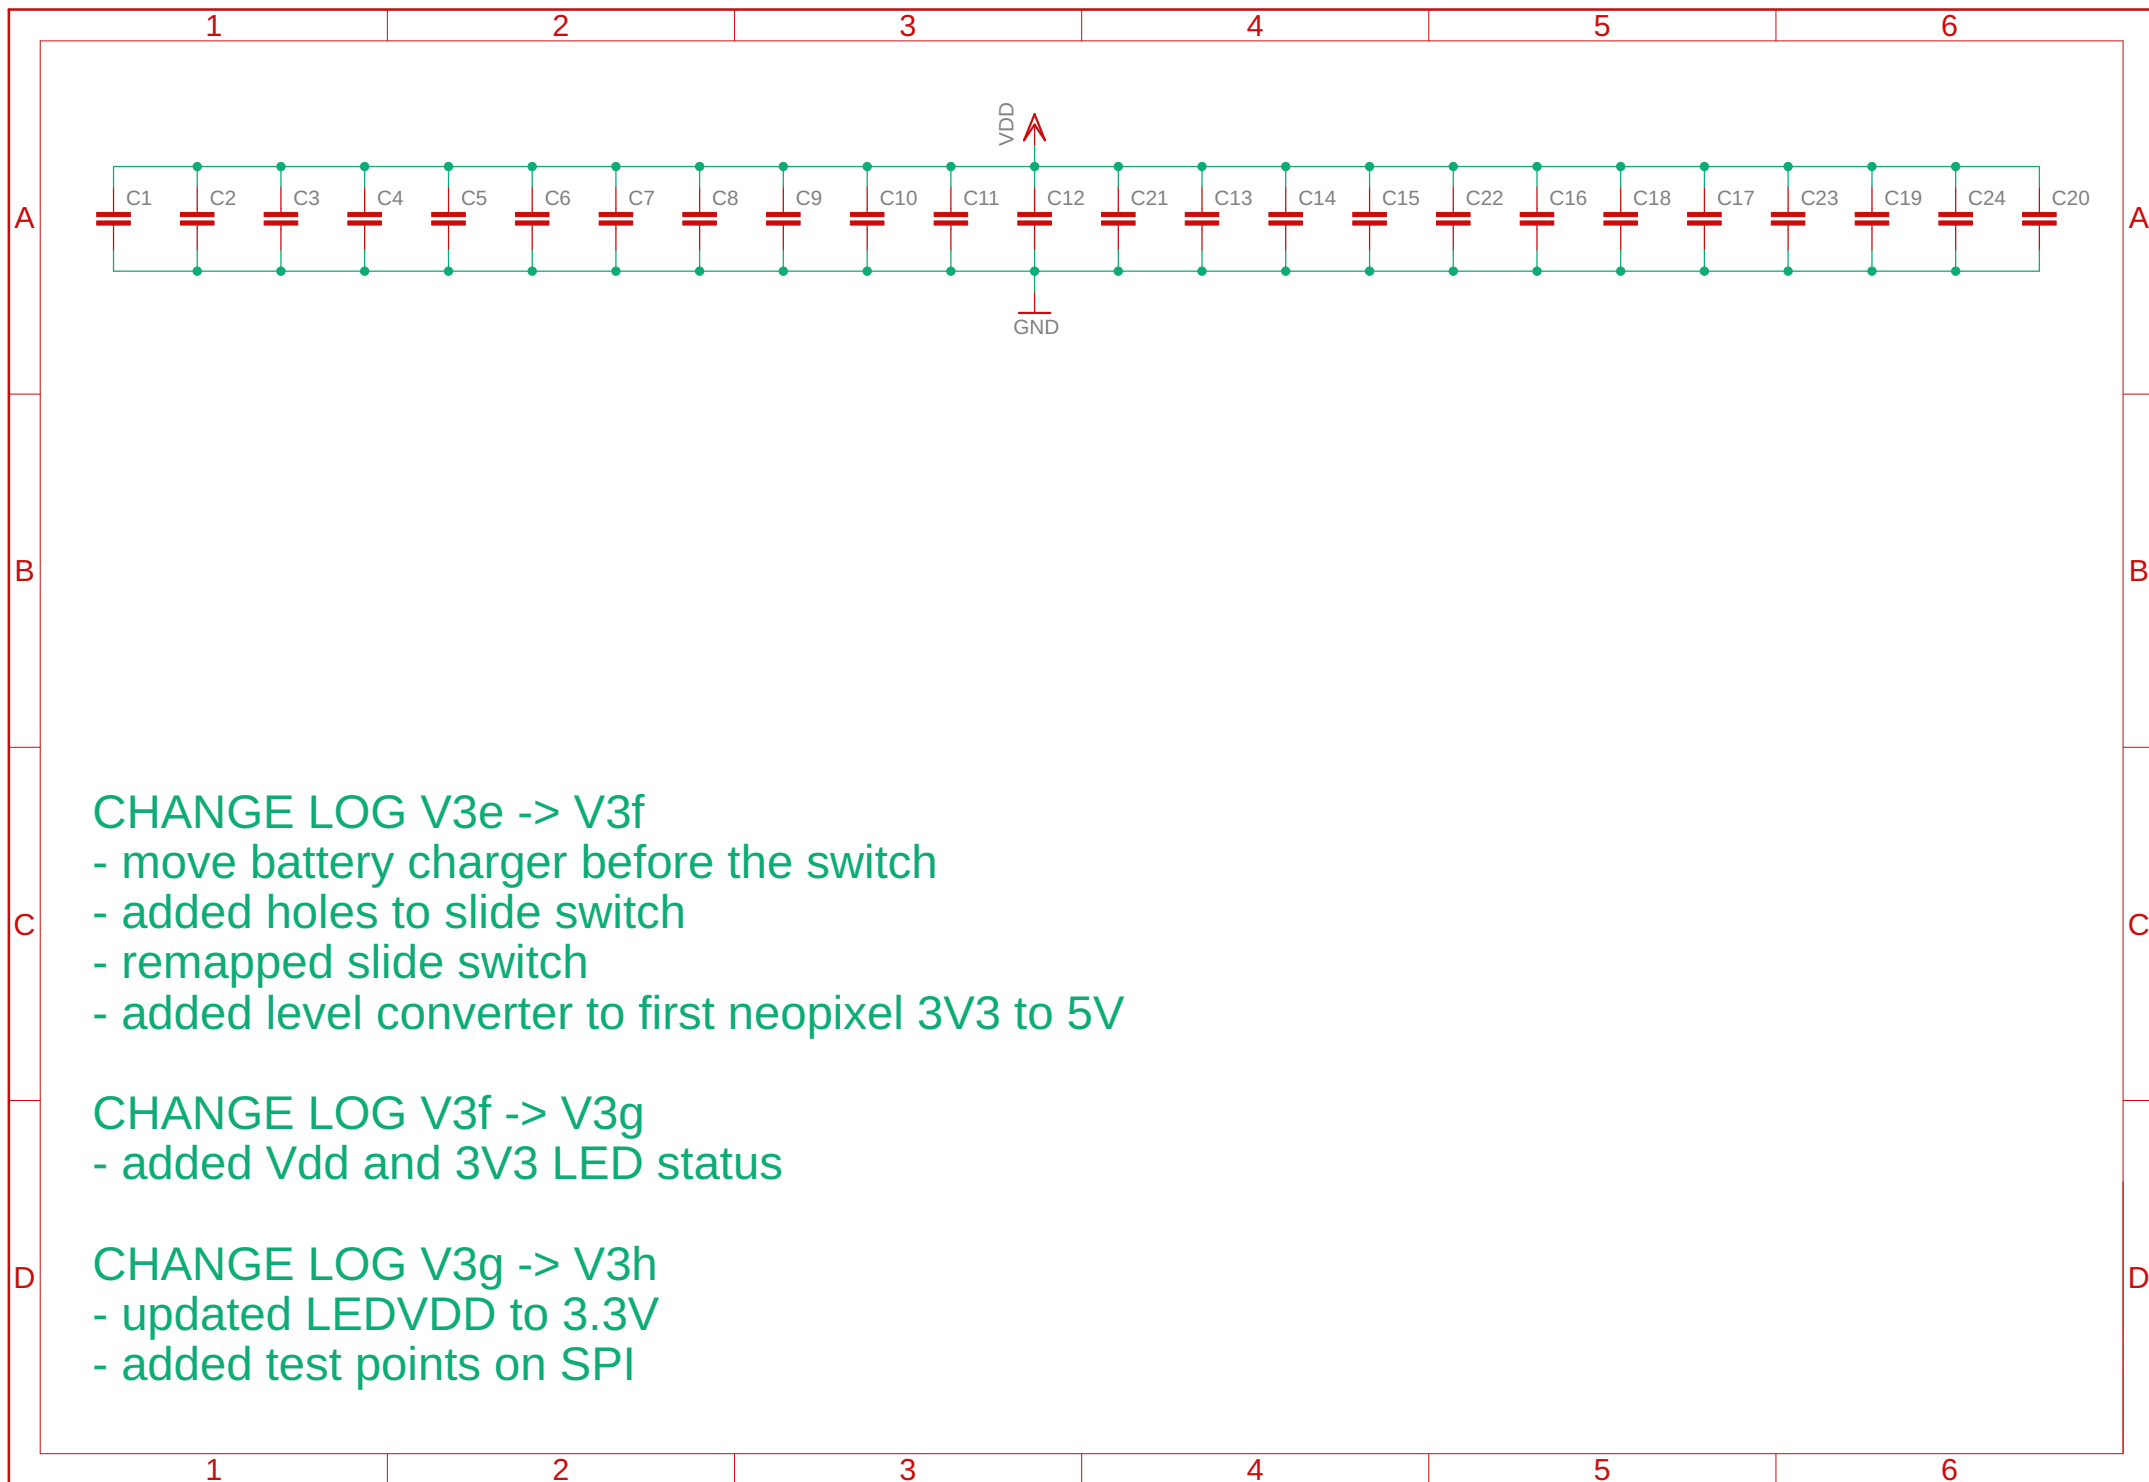 1 2 3 4 5 6
VDD
C1 C2 C3 C4 C5 C6 C7 C8 C9 C10 C11 C12 C21 C13 C14 C15 C22 C16 C18 C17 C23 C19 C24 C20
A A
GND
B B
CHANGE LOG V3e -> V3f
- move battery charger before the switch
- added holes to slide switch
C C
- remapped slide switch
- added level converter to first neopixel 3V3 to 5V
CHANGE LOG V3f -> V3g
- added Vdd and 3V3 LED status
CHANGE LOG V3g -> V3h
D D
- updated LEDVDD to 3.3V
- added test points on SPI
1 2 3 4 5 6